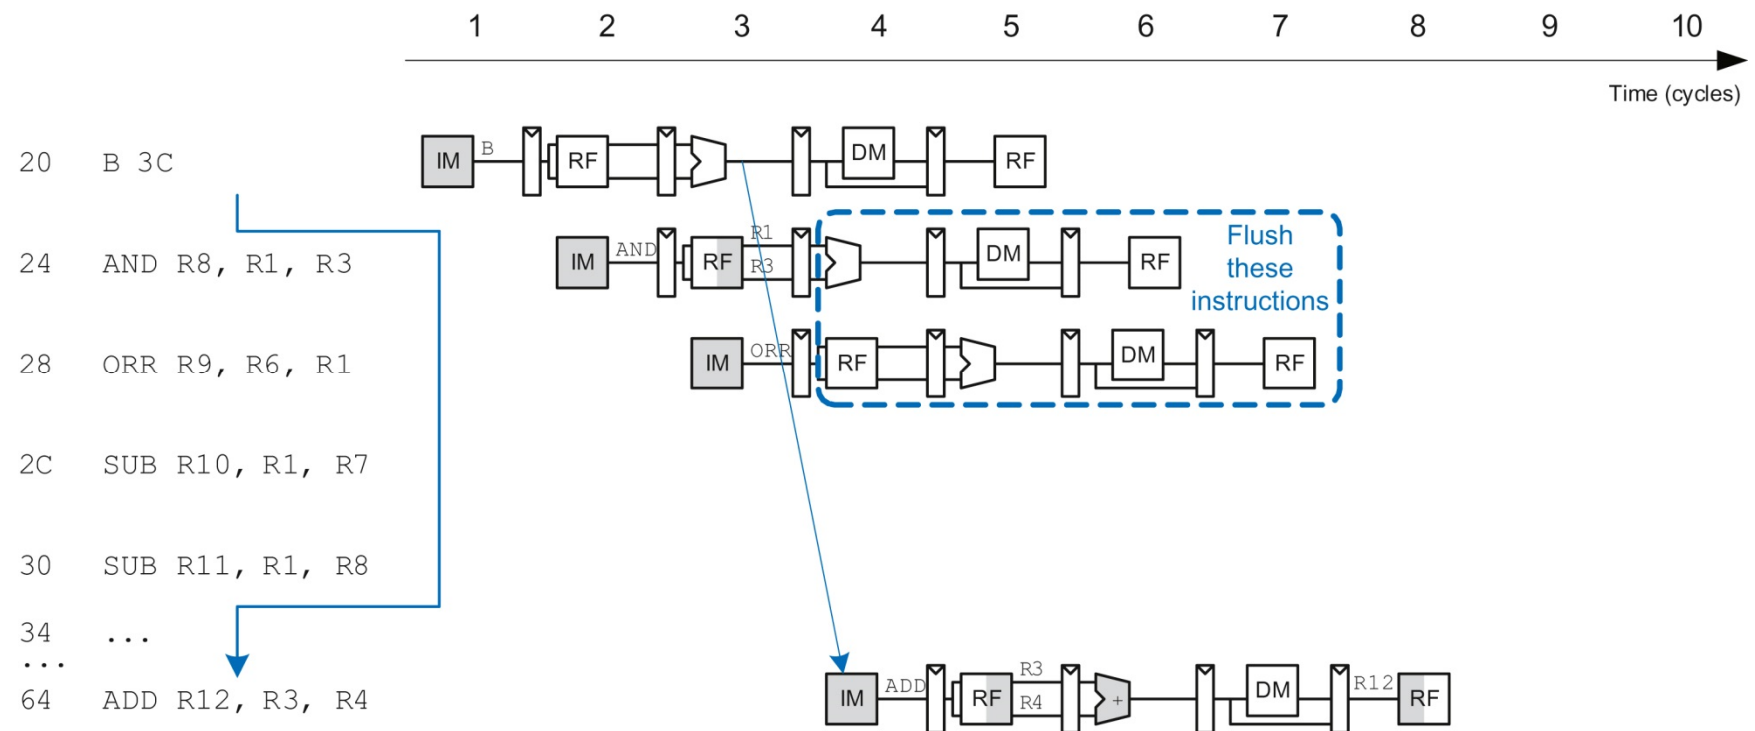 1 2 3 4 5 6 7 8 9 10
Time (cycles)
20 B 3C
IM B RF DM RF
24 AND R8, R1, R3
IM AND RF R1 R3 DM RF
Flush
these
instructions
28 ORR R9, R6, R1
IM ORR RF DM RF
2C SUB R10, R1, R7
30 SUB R11, R1, R8
34 ...
...
64 ADD R12, R3, R4
IM ADD RF R3 R4 + DM R12 RF